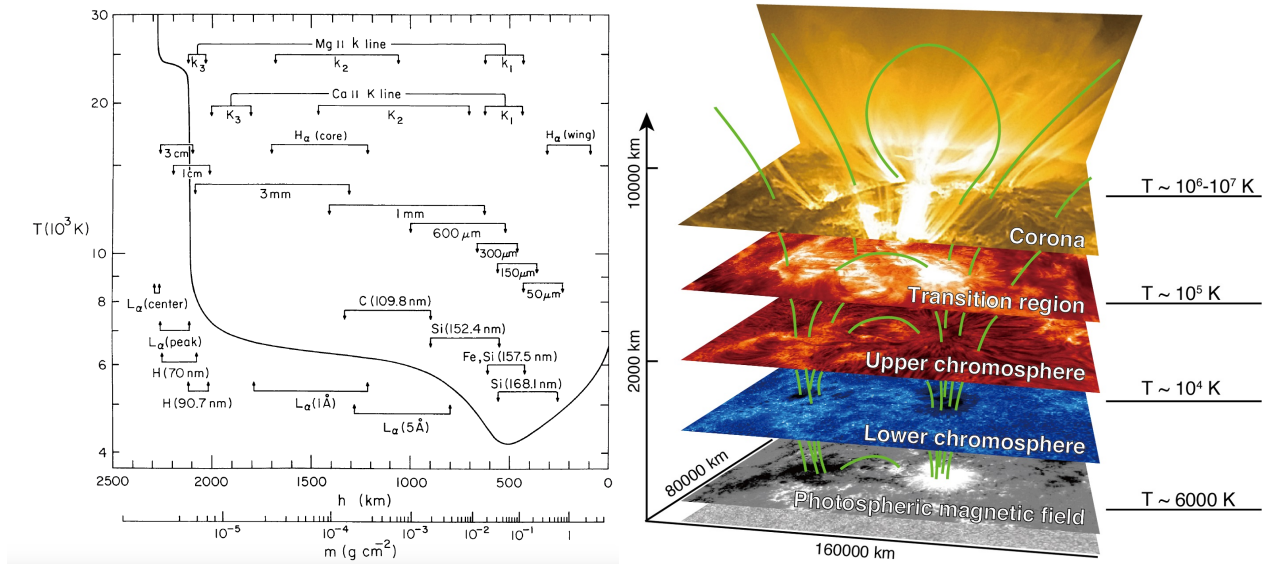 30
20
10
8
6
4
T(10³K)
Mg II k line
k₃
k₂
k₁
Ca II K line
K₃
K₂
K₁
Hα (core)
Hα (wing)
3 cm
1 cm
3 mm
1 mm
600 μm
300μm
150μm
50μm
Lα (center)
C (109.8 nm)
Si (152.4 nm)
Lα (peak)
Fe, Si (157.5 nm)
H (70 nm)
Si (168.1 nm)
H (90.7 nm)
Lα (1Å)
Lα (5Å)
2500 2000 1500 1000 500 0
h (km)
10⁻⁵ 10⁻⁴ 10⁻³ 10⁻² 10⁻¹ 1
m (g cm⁻²)
10000 km
2000 km
80000 km
160000 km
Corona
Transition region
Upper chromosphere
Lower chromosphere
Photospheric magnetic field
T ~ 10⁶-10⁷ K
T ~ 10⁵ K
T ~ 10⁴ K
T ~ 6000 K